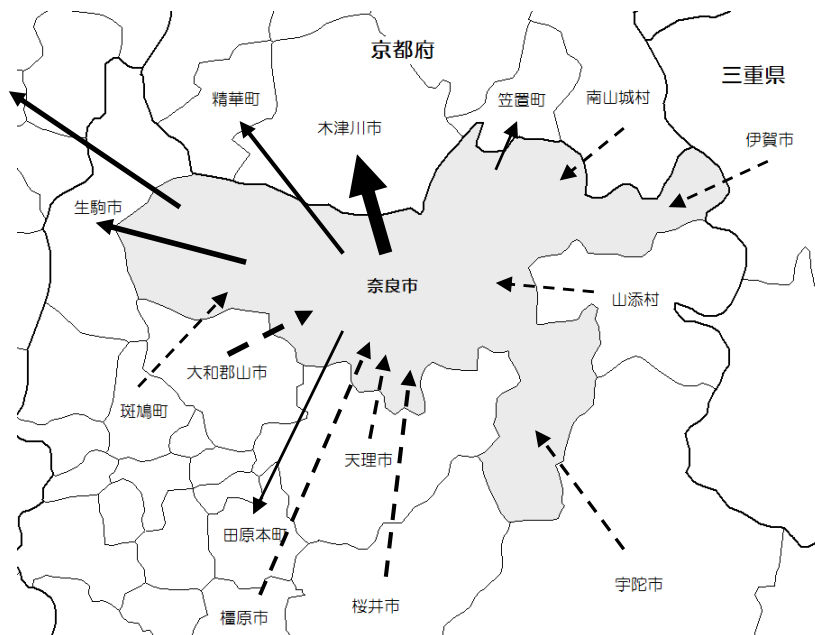 京都府
三重県
精華町
木津川市
笠置町
南山城村
伊賀市
生駒市
奈良市
山添村
大和郡山市
斑鳩町
天理市
田原本町
橿原市
桜井市
宇陀市